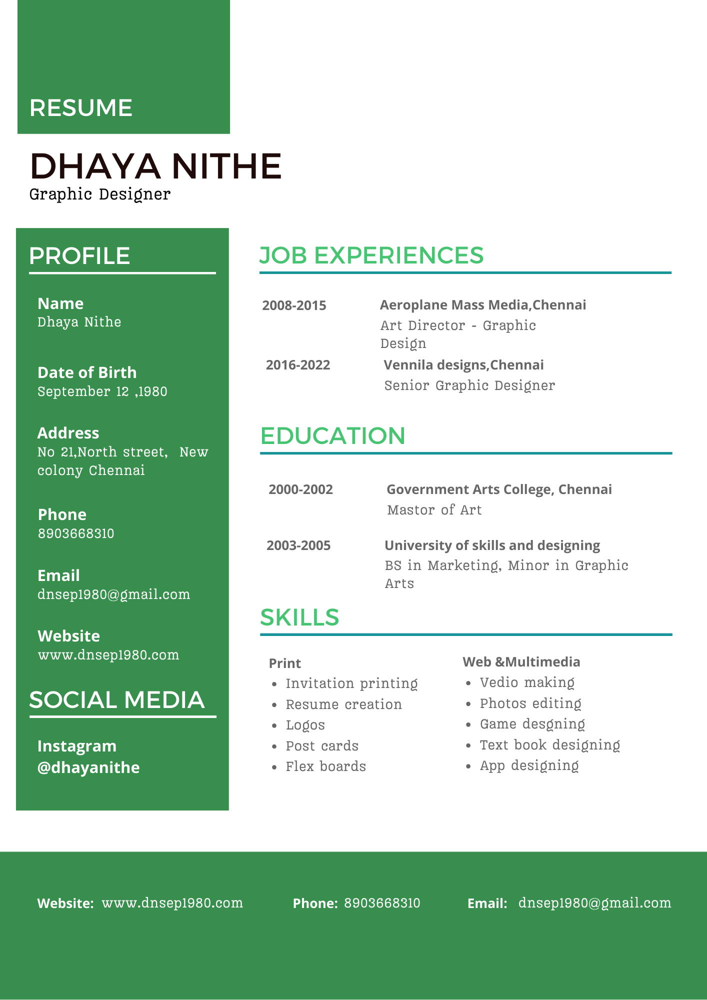 RESUME
DHAYA NITHE
Graphic Designer
PROFILE
Name
Dhaya Nithe
Date of Birth
September 12 ,1980
Address
No 21,North street, New
colony Chennai
Phone
8903668310
Email
dnsep1980@gmail.com
Website
www.dnsep1980.com
SOCIAL MEDIA
Instagram
@dhayanithe
JOB EXPERIENCES
2008-2015 Aeroplane Mass Media,Chennai
Art Director - Graphic
Design
2016-2022 Vennila designs,Chennai
Senior Graphic Designer
EDUCATION
2000-2002 Government Arts College, Chennai
Mastor of Art
2003-2005 University of skills and designing
BS in Marketing, Minor in Graphic
Arts
SKILLS
Print
• Invitation printing
• Resume creation
• Logos
• Post cards
• Flex boards
Web &Multimedia
• Vedio making
• Photos editing
• Game desgning
• Text book designing
• App designing
Website: www.dnsep1980.com Phone: 8903668310 Email: dnsep1980@gmail.com